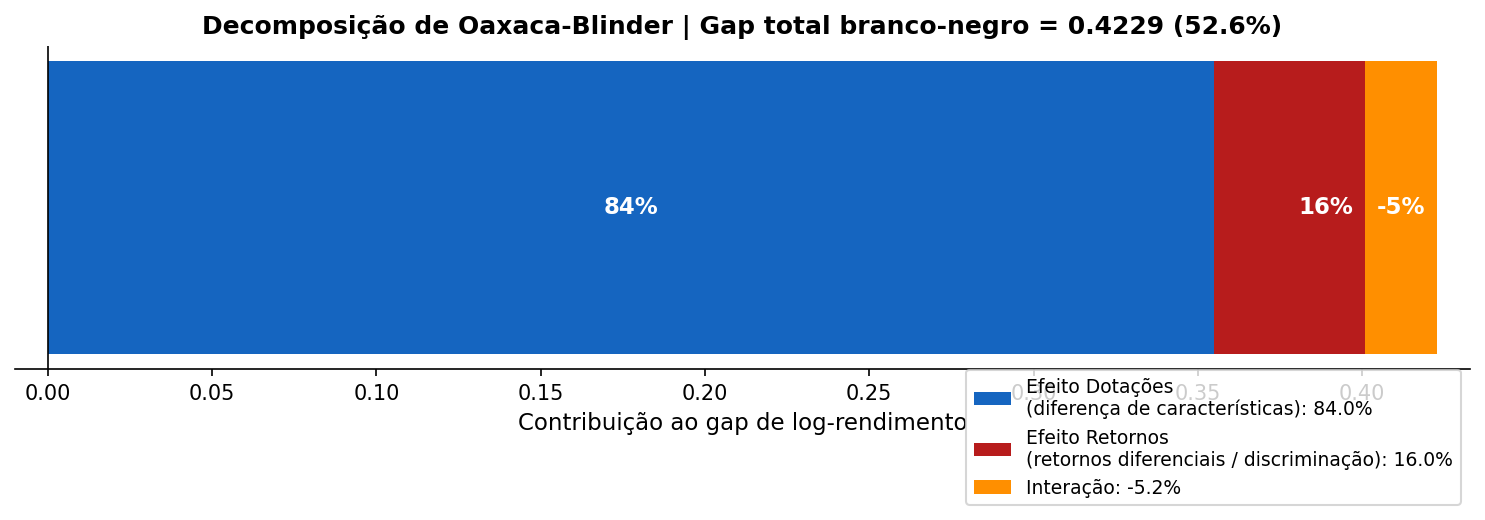 Decomposição de Oaxaca-Blinder | Gap total branco-negro = 0.4229 (52.6%)
84%
16%
-5%
0.00
0.05
0.10
0.15
0.20
0.25
0.30
0.35
0.40
Contribuição ao gap de log-rendimento
Efeito Dotações
(diferença de características): 84.0%
Efeito Retornos
(retornos diferenciais / discriminação): 16.0%
Interação: -5.2%